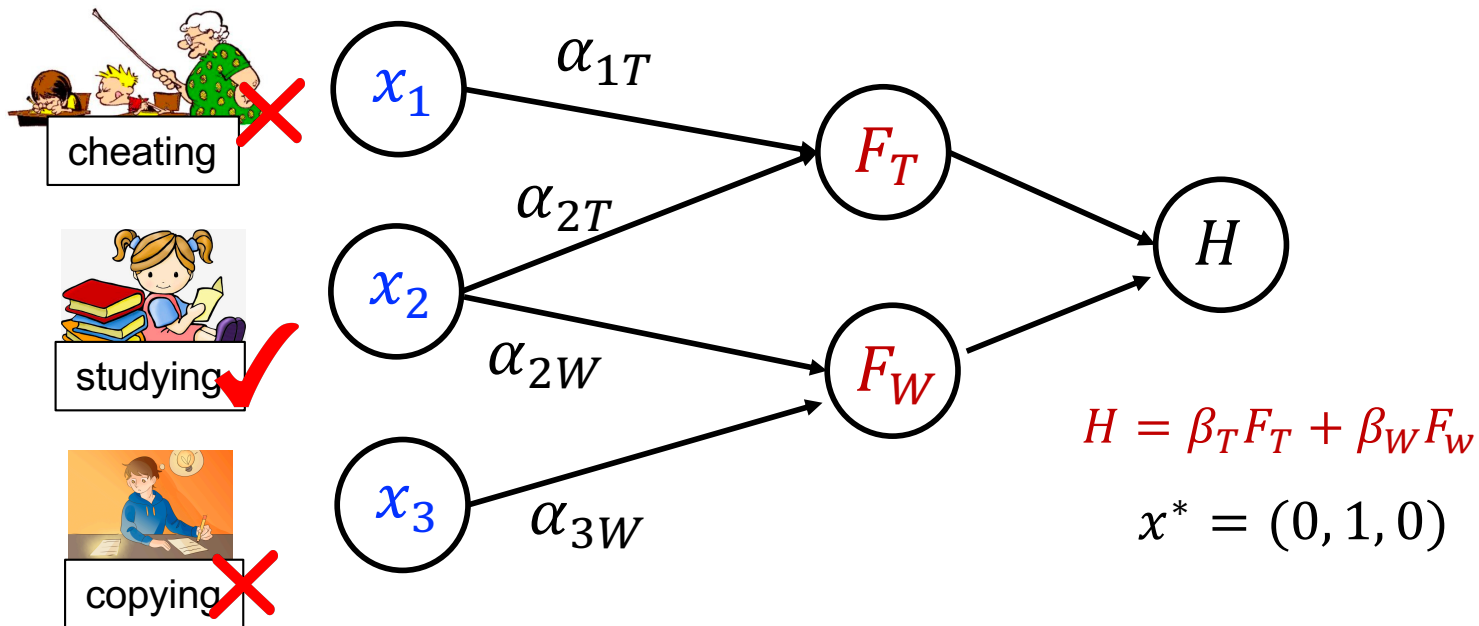 cheating
studying
copying
x_1
x_2
x_3
α_{1T}
α_{2T}
α_{2W}
α_{3W}
F_T
F_W
H
H = β_T F_T + β_W F_w
x^* = (0, 1, 0)